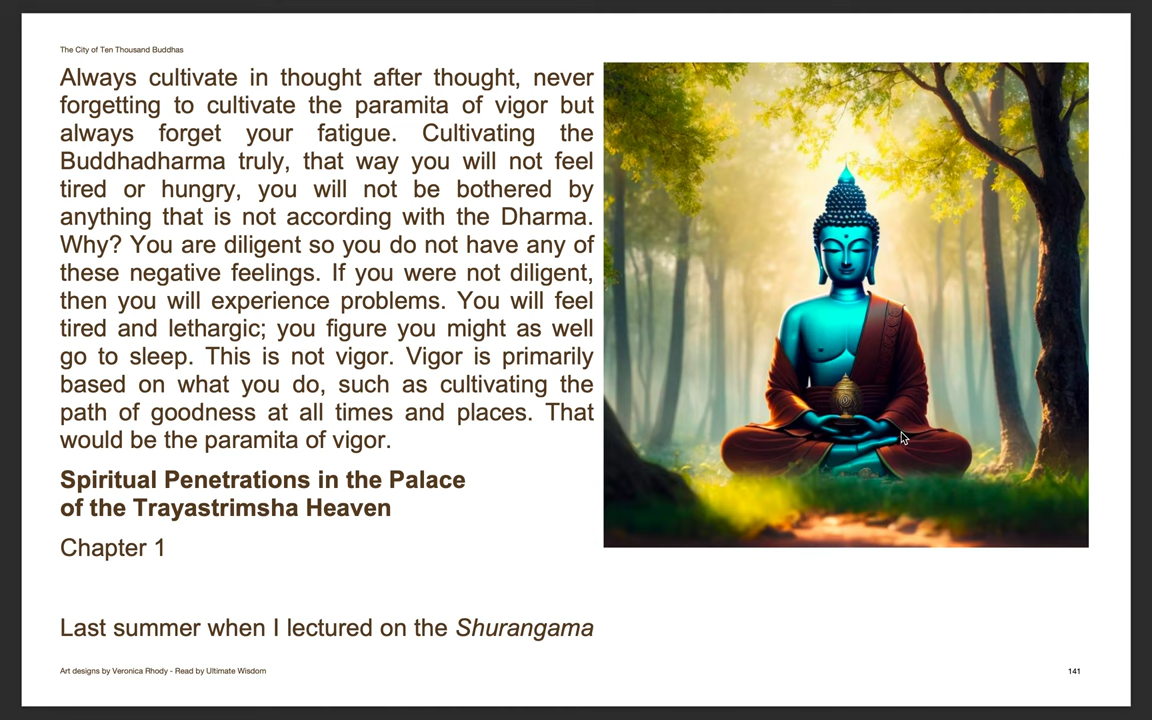 The City of Ten Thousand Buddhas
Always cultivate in thought after thought, never
forgetting to cultivate the paramita of vigor but
always forget your fatigue. Cultivating the
Buddhadharma truly, that way you will not feel
tired or hungry, you will not be bothered by
anything that is not according with the Dharma.
Why? You are diligent so you do not have any of
these negative feelings. If you were not diligent,
then you will experience problems. You will feel
tired and lethargic; you figure you might as well
go to sleep. This is not vigor. Vigor is primarily
based on what you do, such as cultivating the
path of goodness at all times and places. That
would be the paramita of vigor.
Spiritual Penetrations in the Palace
of the Trayastrimsha Heaven
Chapter 1
Last summer when I lectured on the Shurangama
Art designs by Veronica Rhody - Read by Ultimate Wisdom
141